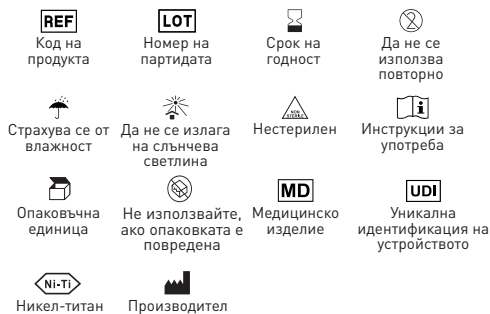 REF LOT
Код на Номер на Срок на Да не се
продукта партидата годност използва
повторно
NON STERILE
Страхува се от Да не се излага Нестерилен Инструкции за
влажност на слънчева употреба
светлина
MD UDI
Опаковъчна Не използвайте, Медицинско Уникална
единица ако опаковката е изделие идентификация на
повредена устройството
Ni-Ti
Никел-титан Производител